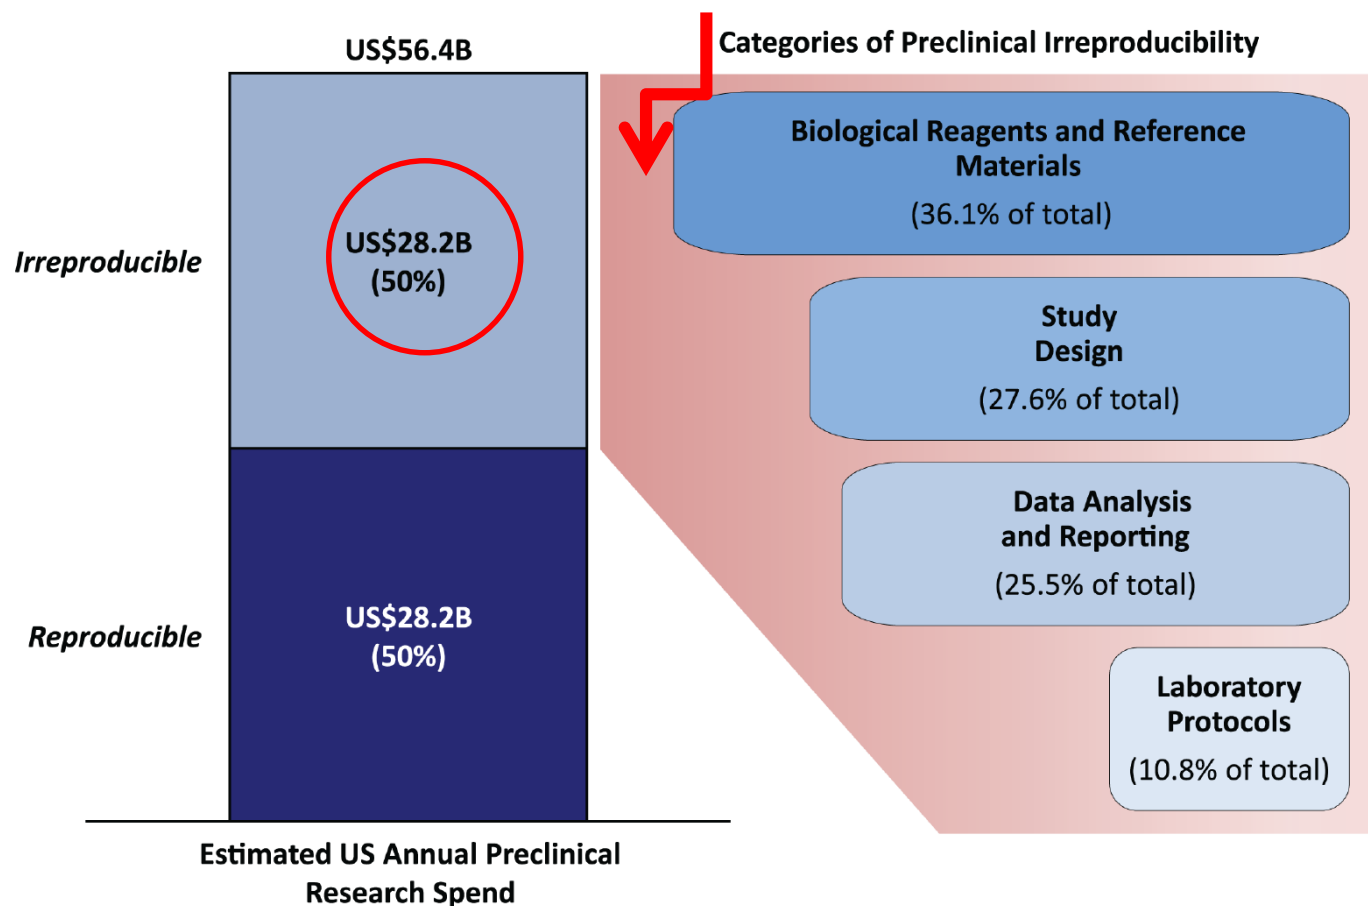 US$56.4B
Irreproducible
US$28.2B
(50%)
Reproducible
US$28.2B
(50%)
Estimated US Annual Preclinical
Research Spend
Categories of Preclinical Irreproducibility
Biological Reagents and Reference
Materials
(36.1% of total)
Study
Design
(27.6% of total)
Data Analysis
and Reporting
(25.5% of total)
Laboratory
Protocols
(10.8% of total)